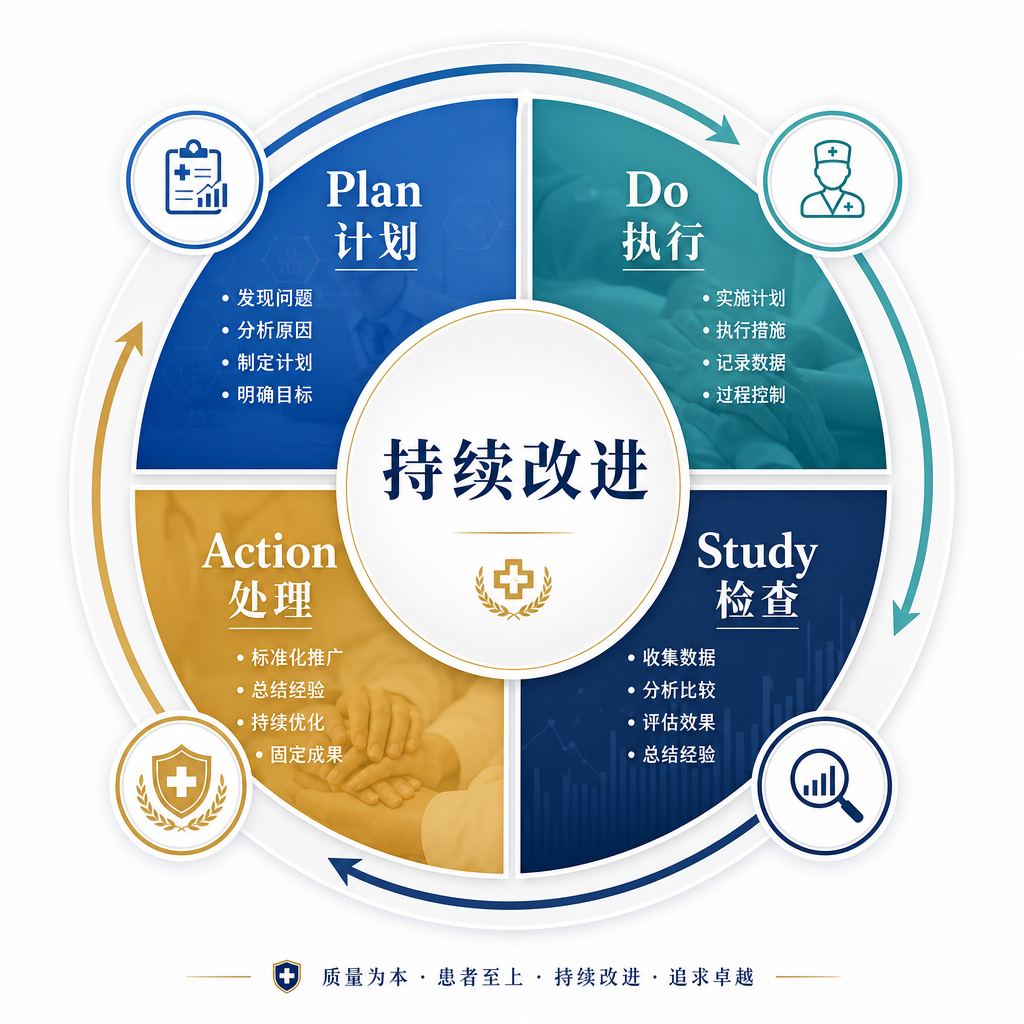 Plan
计划
• 发现问题
• 分析原因
• 制定计划
• 明确目标
Do
执行
• 实施计划
• 执行措施
• 记录数据
• 过程控制
持续改进
Action
处理
• 标准化推广
• 总结经验
• 持续优化
• 固定成果
Study
检查
• 收集数据
• 分析比较
• 评估效果
• 总结经验
质量为本 · 患者至上 · 持续改进 · 追求卓越